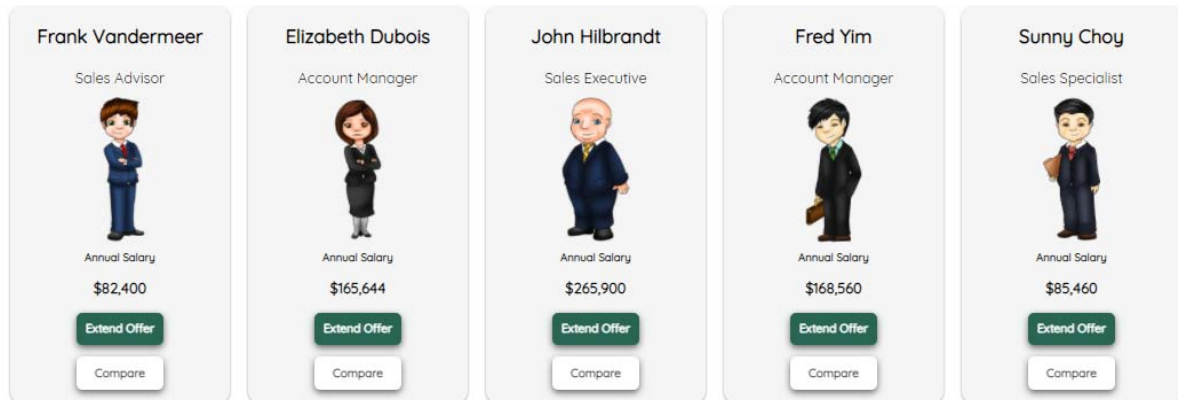 Frank Vandermeer
Sales Advisor
Annual Salary
$82,400
Extend Offer
Compare
Elizabeth Dubois
Account Manager
Annual Salary
$165,644
Extend Offer
Compare
John Hilbrandt
Sales Executive
Annual Salary
$265,900
Extend Offer
Compare
Fred Yim
Account Manager
Annual Salary
$168,560
Extend Offer
Compare
Sunny Choy
Sales Specialist
Annual Salary
$85,460
Extend Offer
Compare